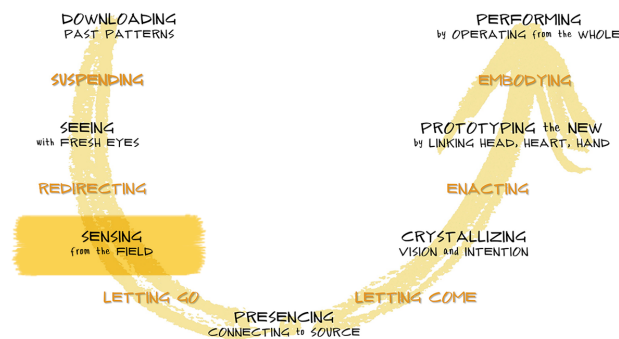 DOWNLOADING
PAST PATTERNS
SUSPENDING
SEEING
with FRESH EYES
REDIRECTING
SENSING
from the FIELD
LETTING GO
PRESENCING
CONNECTING to SOURCE
LETTING COME
CRYSTALLIZING
VISION and INTENTION
ENACTING
PROTOTYPING the NEW
by LINKING HEAD, HEART, HAND
EMBODYING
PERFORMING
by OPERATING from the WHOLE